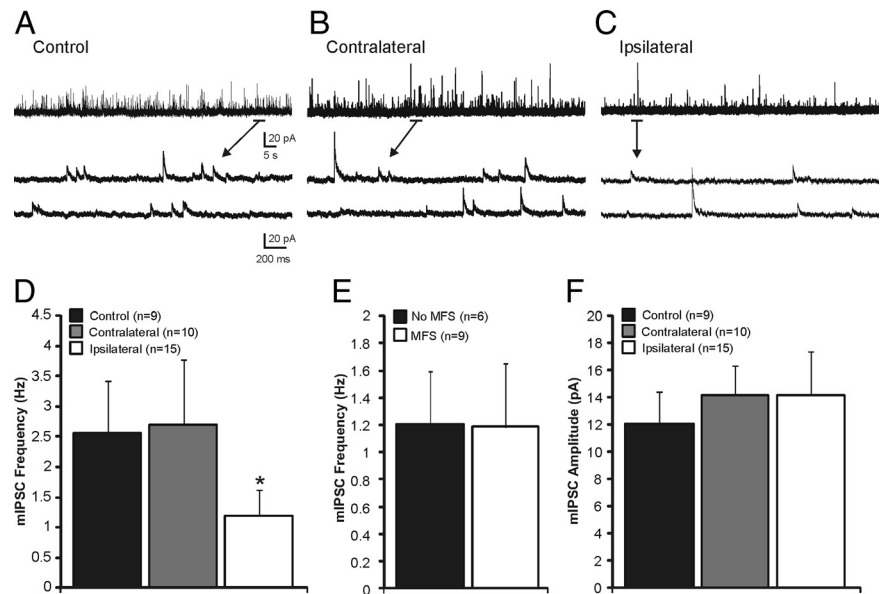 A
Control
B
Contralateral
C
Ipsilateral
20 pA
5 s
20 pA
200 ms
D
Control (n=9)
Contralateral (n=10)
Ipsilateral (n=15)
mIPSC Frequency (Hz)
4.5
4
3.5
3
2.5
2
1.5
1
0.5
0
*
E
No MFS (n=6)
MFS (n=9)
mIPSC Frequency (Hz)
2
1.8
1.6
1.4
1.2
1
0.8
0.6
0.4
0.2
0
F
Control (n=9)
Contralateral (n=10)
Ipsilateral (n=15)
mIPSC Amplitude (pA)
20
18
16
14
12
10
8
6
4
2
0